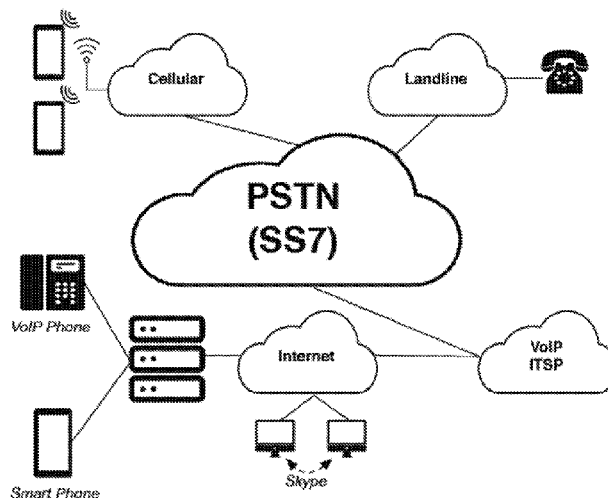 Cellular
Landline
PSTN
(SS7)
VoIP Phone
Internet
VoIP
ITSP
Skype
Smart Phone